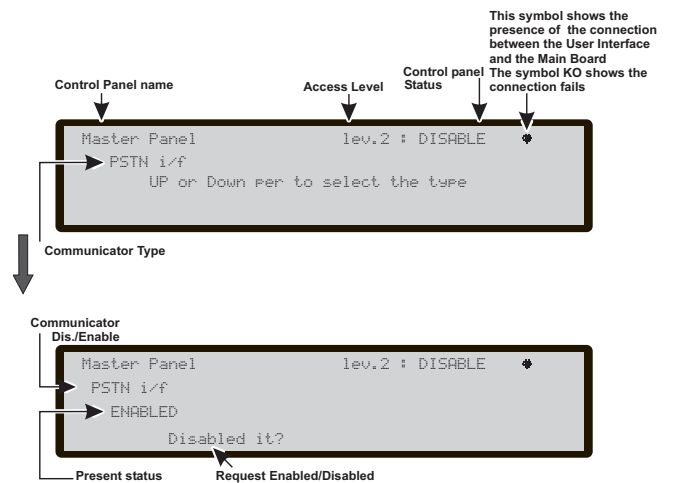 This symbol shows the
presence of the connection
between the User Interface
and the Main Board
The symbol KO shows the
connection fails
Control Panel name
Access Level
Control panel
Status
Master Panel lev.2 : DISABLE
PSTN i/f
UP or Down per to select the type
Communicator Type
Communicator
Dis./Enable
Master Panel lev.2 : DISABLE
PSTN i/f
ENABLED
Disabled it?
Present status
Request Enabled/Disabled